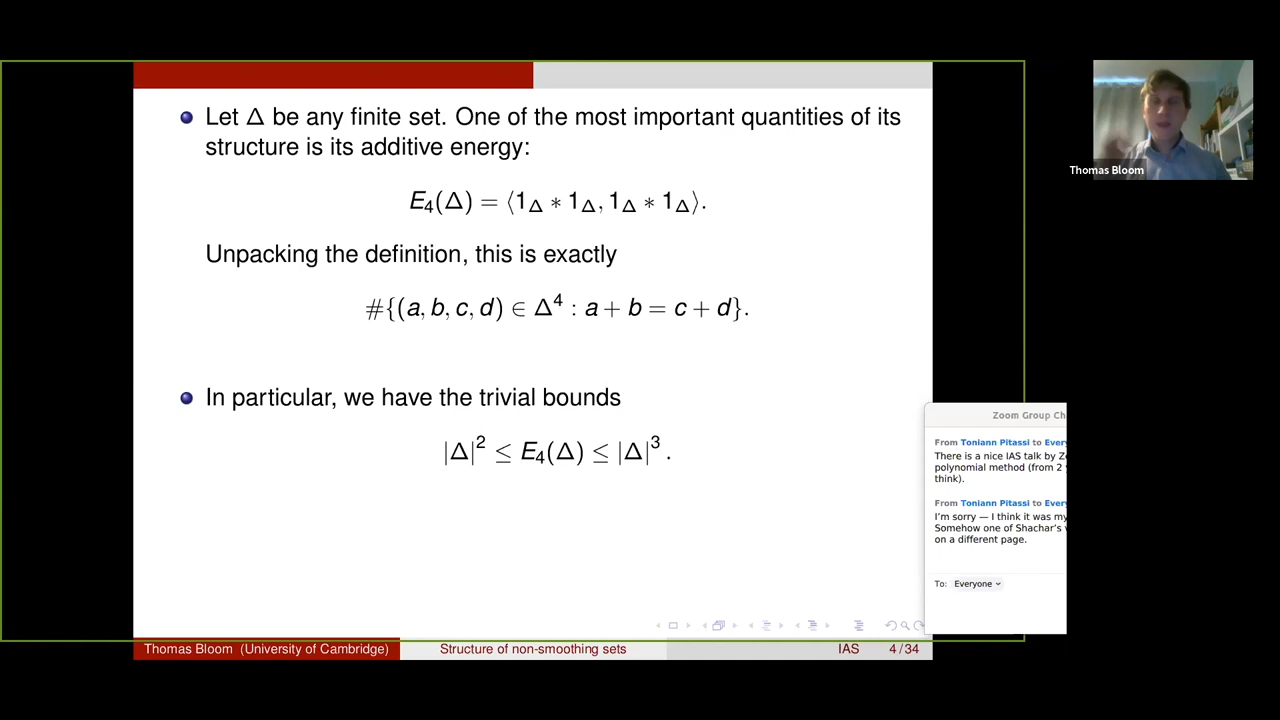 Let Δ be any finite set. One of the most important quantities of its
structure is its additive energy:
E₄(Δ) = ⟨1_Δ ∗ 1_Δ, 1_Δ ∗ 1_Δ⟩.
Unpacking the definition, this is exactly
#{(a, b, c, d) ∈ Δ⁴ : a + b = c + d}.
In particular, we have the trivial bounds
|Δ|² ≤ E₄(Δ) ≤ |Δ|³.
Thomas Bloom (University of Cambridge)
Structure of non-smoothing sets
IAS
4/34
Thomas Bloom
Zoom Group Ch
From Toniann Pitassi to Every
There is a nice IAS talk by Z
polynomial method (from 2
think).
From Toniann Pitassi to Every
I'm sorry — I think it was my
Somehow one of Shachar's
on a different page.
To: Everyone